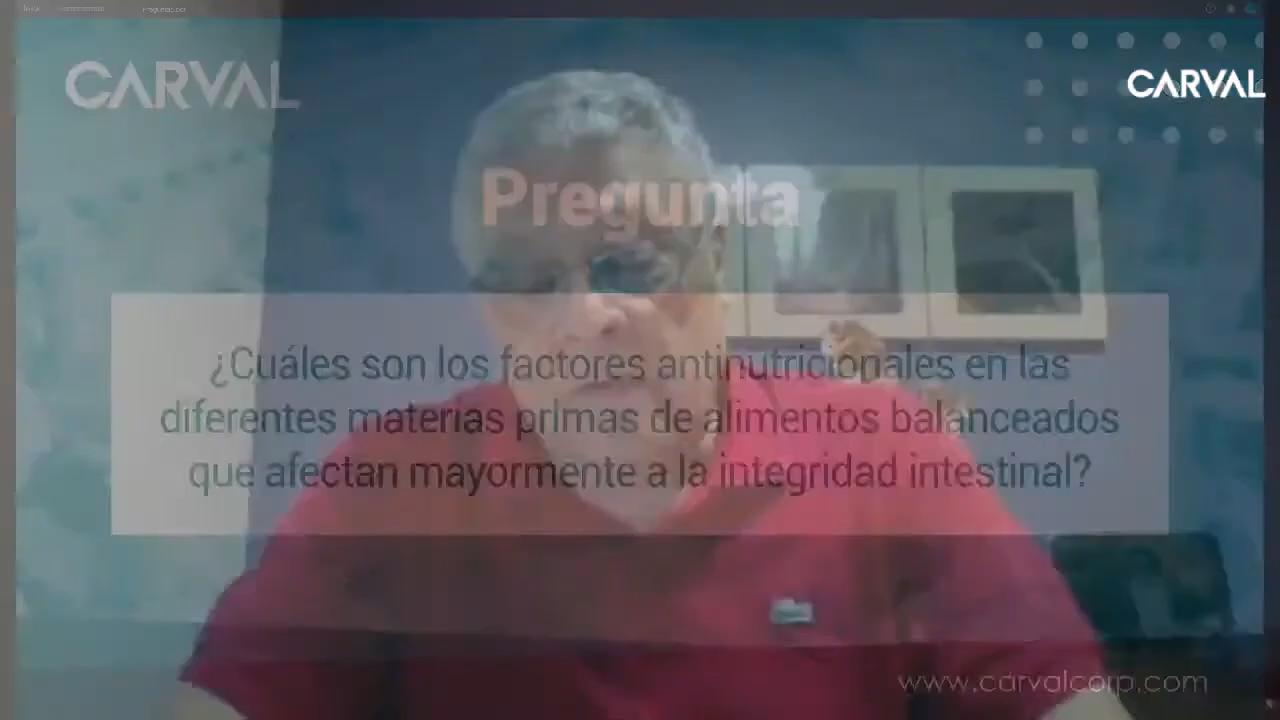 CARVAL
CARVAL
Pregunta
¿Cuáles son los factores antinutricionales en las
diferentes materias primas de alimentos balanceados
que afectan mayormente a la integridad intestinal?
www.carvalcorp.com